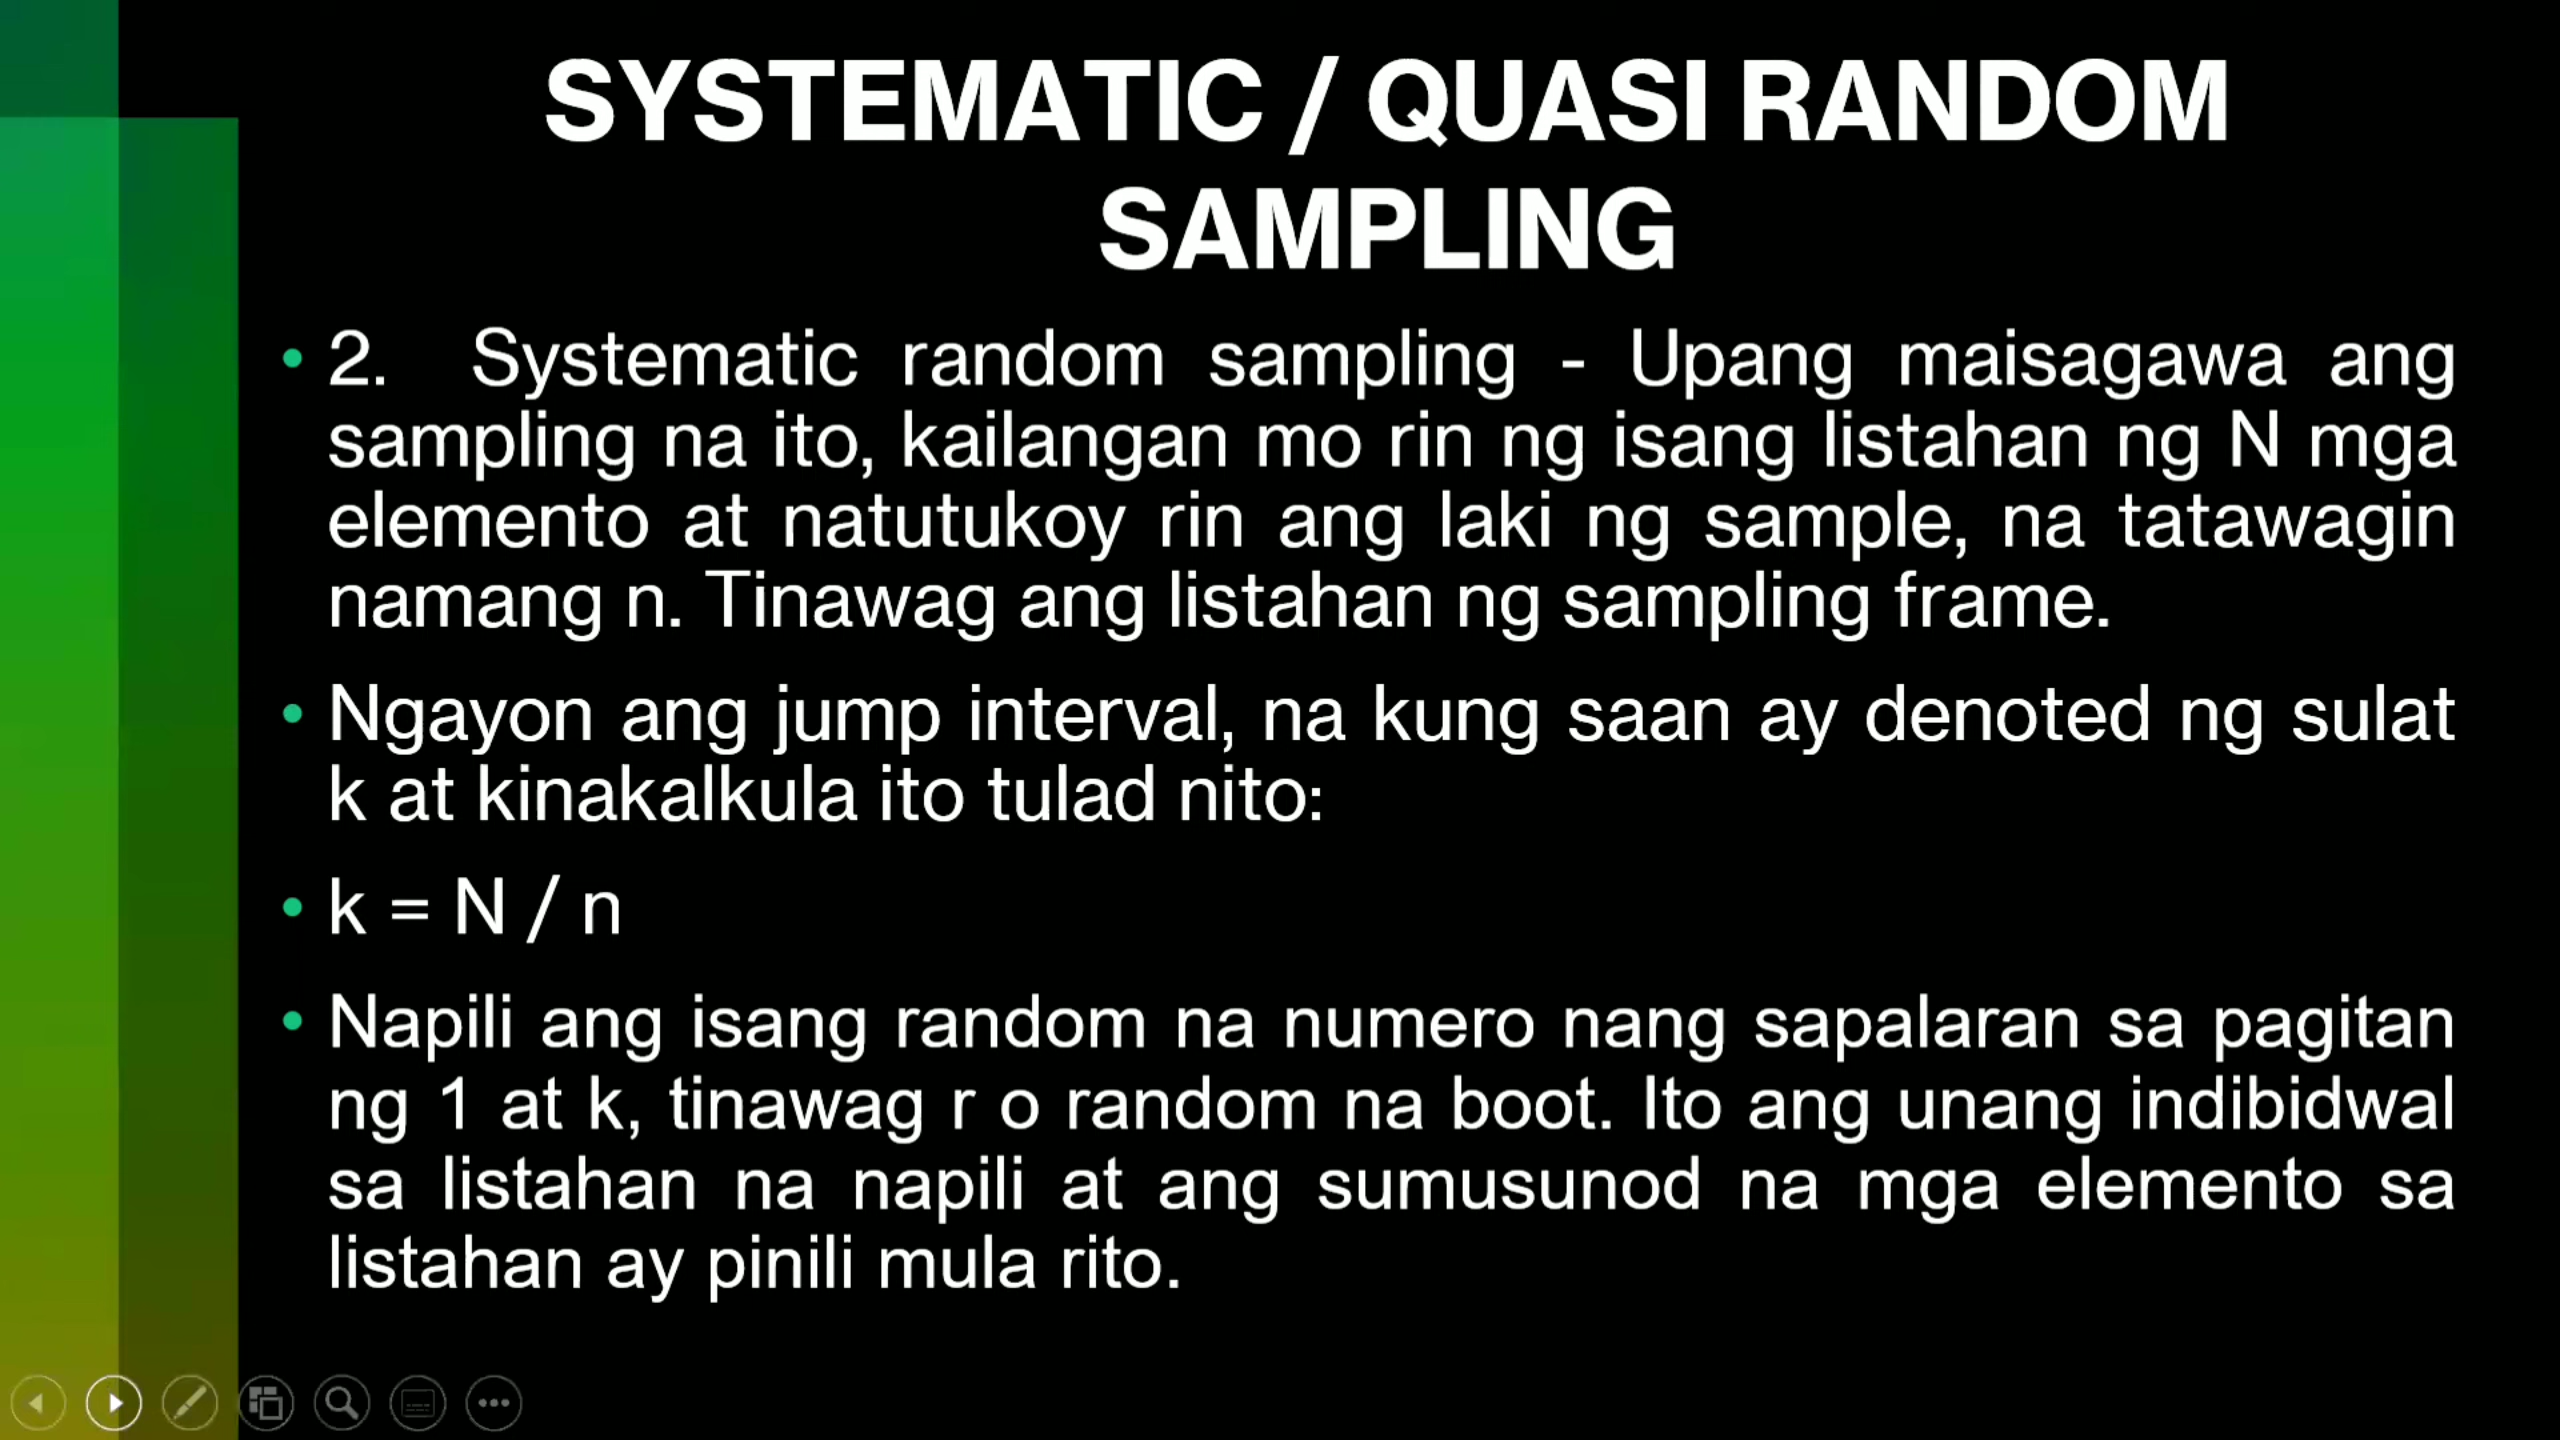 SYSTEMATIC / QUASI RANDOM
SAMPLING
• 2. Systematic random sampling - Upang maisagawa ang
sampling na ito, kailangan mo rin ng isang listahan ng N mga
elemento at natutukoy rin ang laki ng sample, na tatawagin
namang n. Tinawag ang listahan ng sampling frame.
• Ngayon ang jump interval, na kung saan ay denoted ng sulat
k at kinakalkula ito tulad nito:
• k = N / n
• Napili ang isang random na numero nang sapalaran sa pagitan
ng 1 at k, tinawag r o random na boot. Ito ang unang indibidwal
sa listahan na napili at ang sumusunod na mga elemento sa
listahan ay pinili mula rito.